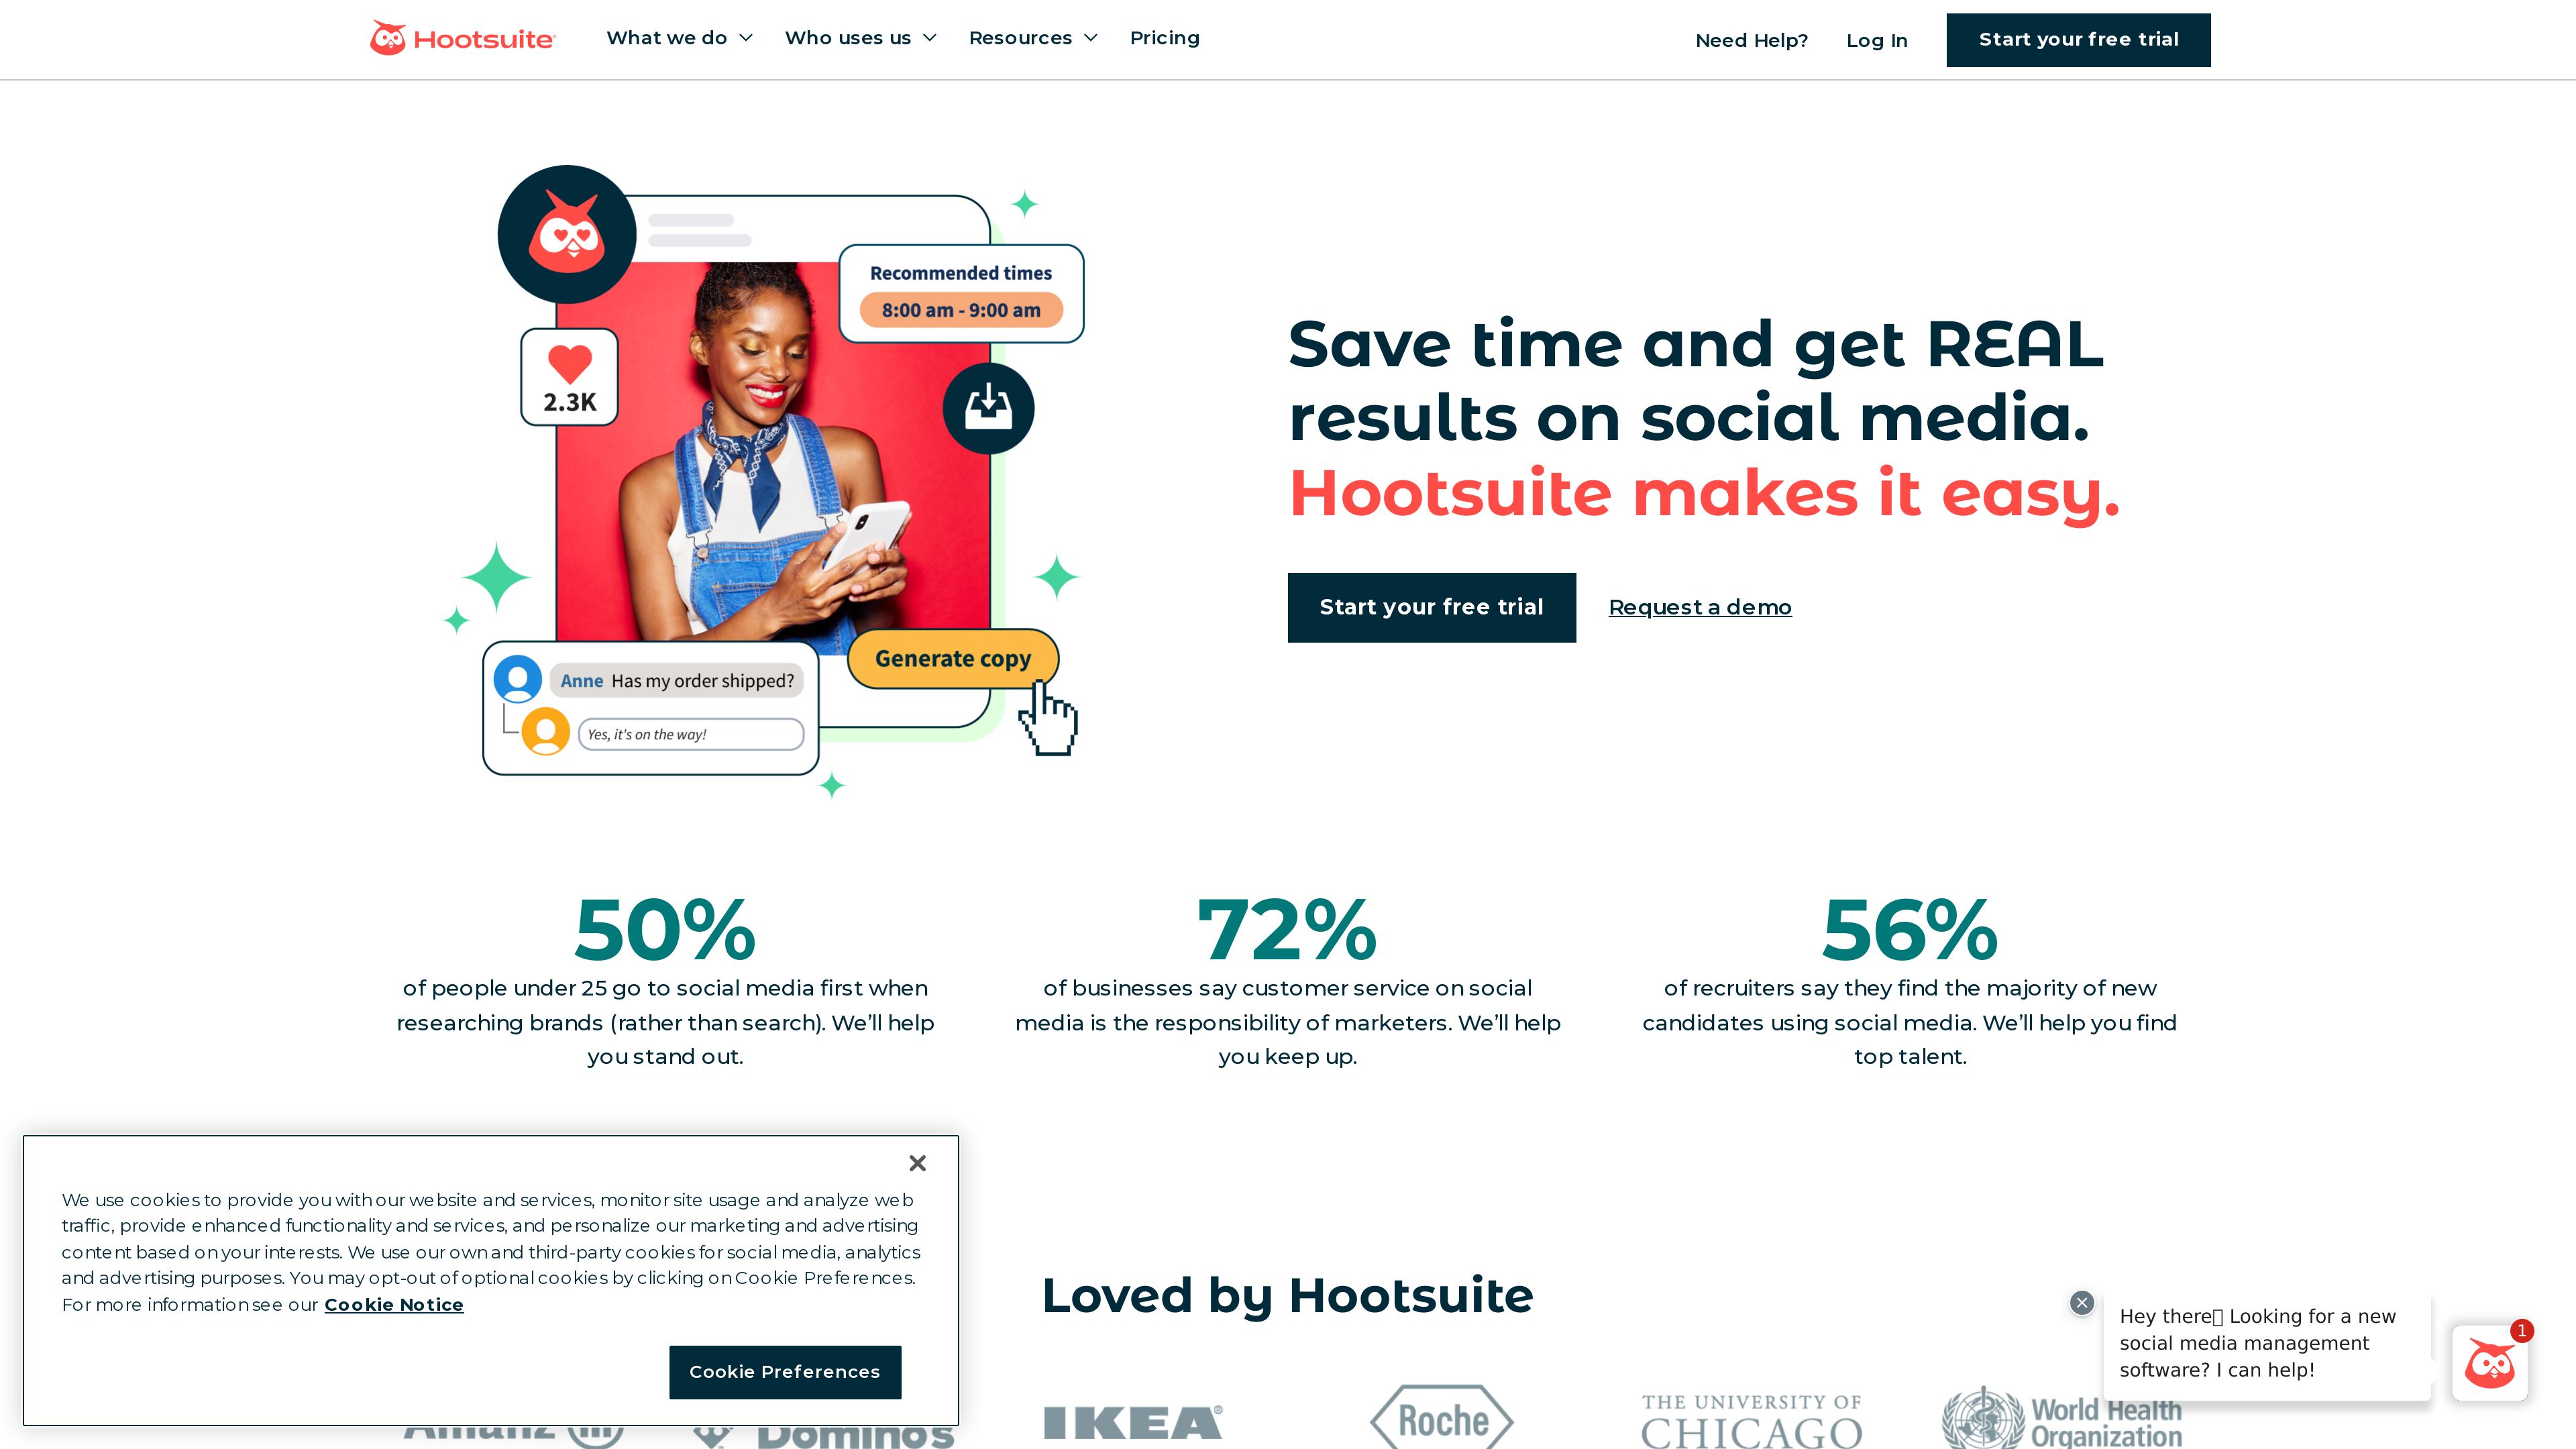 Hootsuite
What we do
Who uses us
Resources
Pricing
Need Help?
Log In
Start your free trial
Recommended times
8:00 am - 9:00 am
2.3K
Generate copy
Anne Has my order shipped?
Yes, it's on the way!
Save time and get REAL
results on social media.
Hootsuite makes it easy.
Start your free trial
Request a demo
50%
of people under 25 go to social media first when
researching brands (rather than search). We’ll help
you stand out.
72%
of businesses say customer service on social
media is the responsibility of marketers. We’ll help
you keep up.
56%
of recruiters say they find the majority of new
candidates using social media. We’ll help you find
top talent.
We use cookies to provide you with our website and services, monitor site usage and analyze web
traffic, provide enhanced functionality and services, and personalize our marketing and advertising
content based on your interests. We use our own and third-party cookies for social media, analytics
and advertising purposes. You may opt-out of optional cookies by clicking on Cookie Preferences.
For more information see our Cookie Notice
Cookie Preferences
Loved by Hootsuite
Hey there Looking for a new
social media management
software? I can help!
1
Allianz
Domino's
IKEA®
Roche
THE UNIVERSITY OF
CHICAGO
World Health
Organization